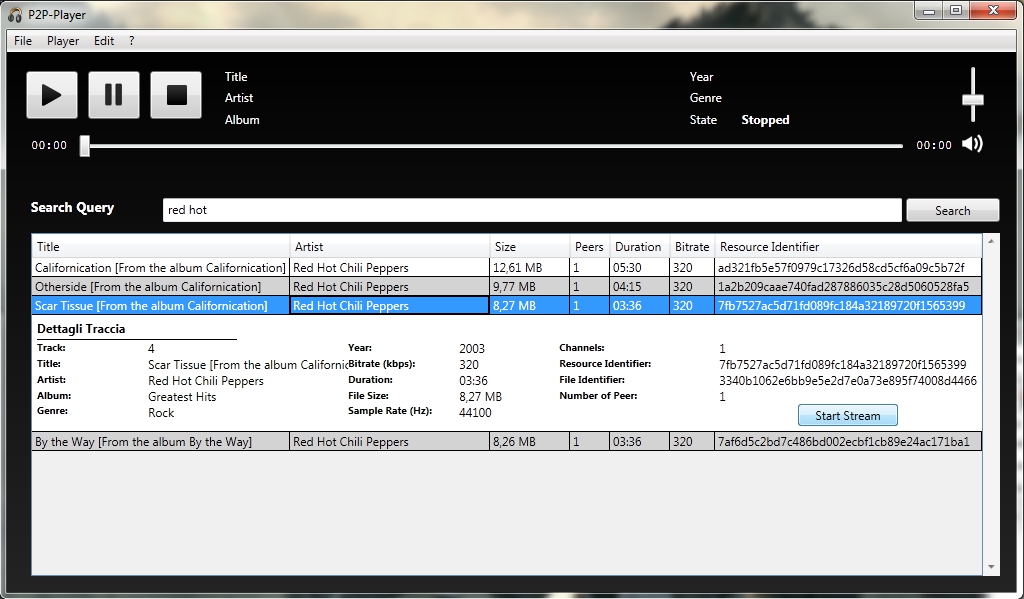 P2P-Player
File Player Edit ?
Title Year
Artist Genre
Album State Stopped
00:00 00:00
Search Query red hot Search
Title Artist Size Peers Duration Bitrate Resource Identifier
Californication [From the album Californication] Red Hot Chili Peppers 12,61 MB 1 05:30 320 ad321fb5e57f0979c17326d58cd5cf6a09c5b72f
Otherside [From the album Californication] Red Hot Chili Peppers 9,77 MB 1 04:15 320 1a2b209caae740fad287886035c28d5060528fa5
Scar Tissue [From the album Californication] Red Hot Chili Peppers 8,27 MB 1 03:36 320 7fb7527ac5d71fd089fc184a32189720f1565399
Dettagli Traccia
Track: 4 Year: 2003 Channels: 1
Title: Scar Tissue [From the album Californic Bitrate (kbps): 320 Resource Identifier: 7fb7527ac5d71fd089fc184a32189720f1565399
Artist: Red Hot Chili Peppers Duration: 03:36 File Identifier: 3340b1062e6bb9e5e2d7e0a73e895f74008d4466
Album: Greatest Hits File Size: 8,27 MB Number of Peer: 1
Genre: Rock Sample Rate (Hz): 44100
Start Stream
By the Way [From the album By the Way] Red Hot Chili Peppers 8,26 MB 1 03:36 320 7af6d5c2bd7c486bd002ecbf1cb89e24ac171ba1